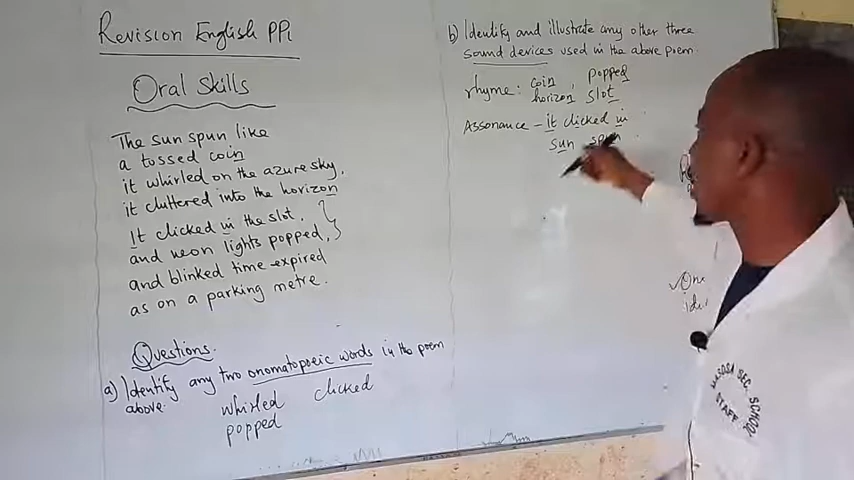 Revision English PP1
Oral Skills
The sun spun like
a tossed coin
it whirled on the azure sky,
it cluttered into the horizon
It clicked in the slot,
and neon lights popped,
and blinked time-expired
as on a parking metre.
Questions.
a) Identify any two onomatopoeic words in the poem
above.
whirled clicked
popped
b) Identify and illustrate any other three
sound devices used in the above poem.
rhyme: coin, popped
horizon slot
Assonance - it clicked in
sun spun
One
SEC. SCHOOL
STAFF